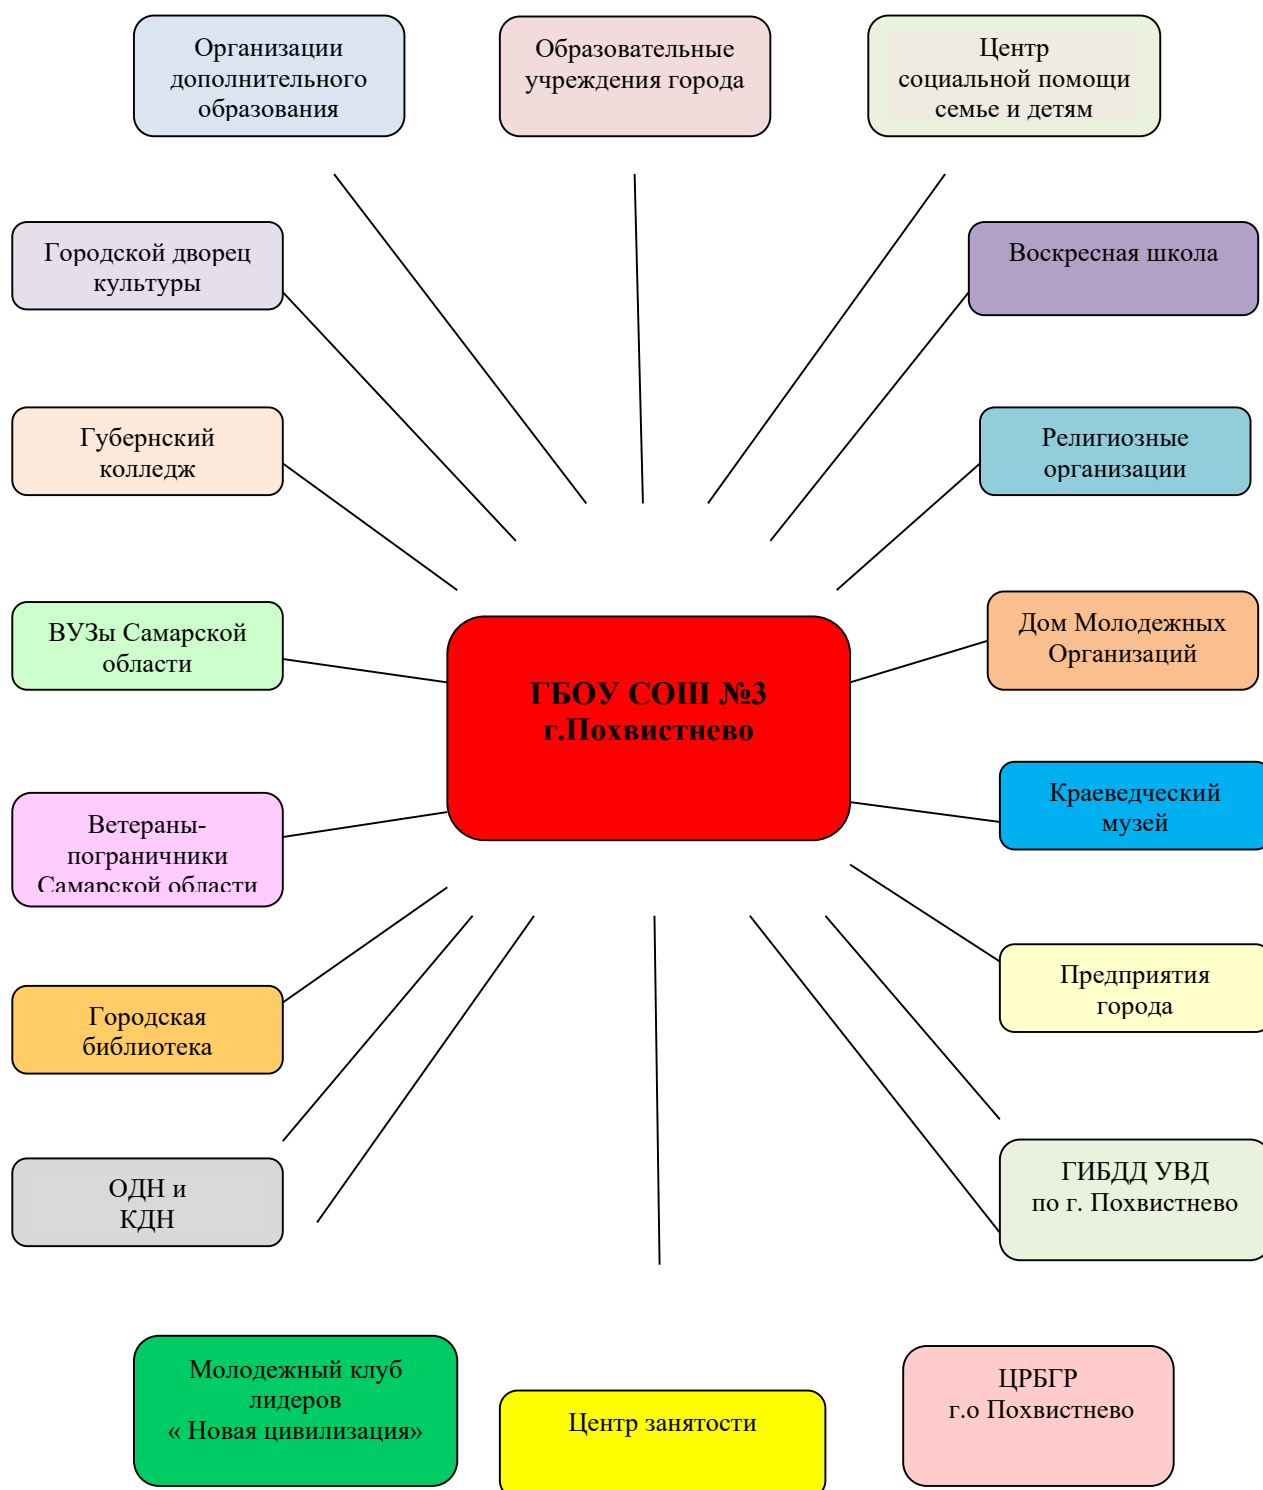 Организации
дополнительного
образования
Образовательные
учреждения города
Центр
социальной помощи
семье и детям
Городской дворец
культуры
Воскресная школа
Губернский
колледж
Религиозные
организации
ВУЗы Самарской
области
Дом Молодежных
Организаций
ГБОУ СОШ №3
г.Похвистнево
Ветераны-
пограничники
Самарской области
Краеведческий
музей
Городская
библиотека
Предприятия
города
ОДН и
КДН
ГИБДД УВД
по г. Похвистнево
Молодежный клуб
лидеров
« Новая цивилизация»
Центр занятости
ЦРБГР
г.о Похвистнево